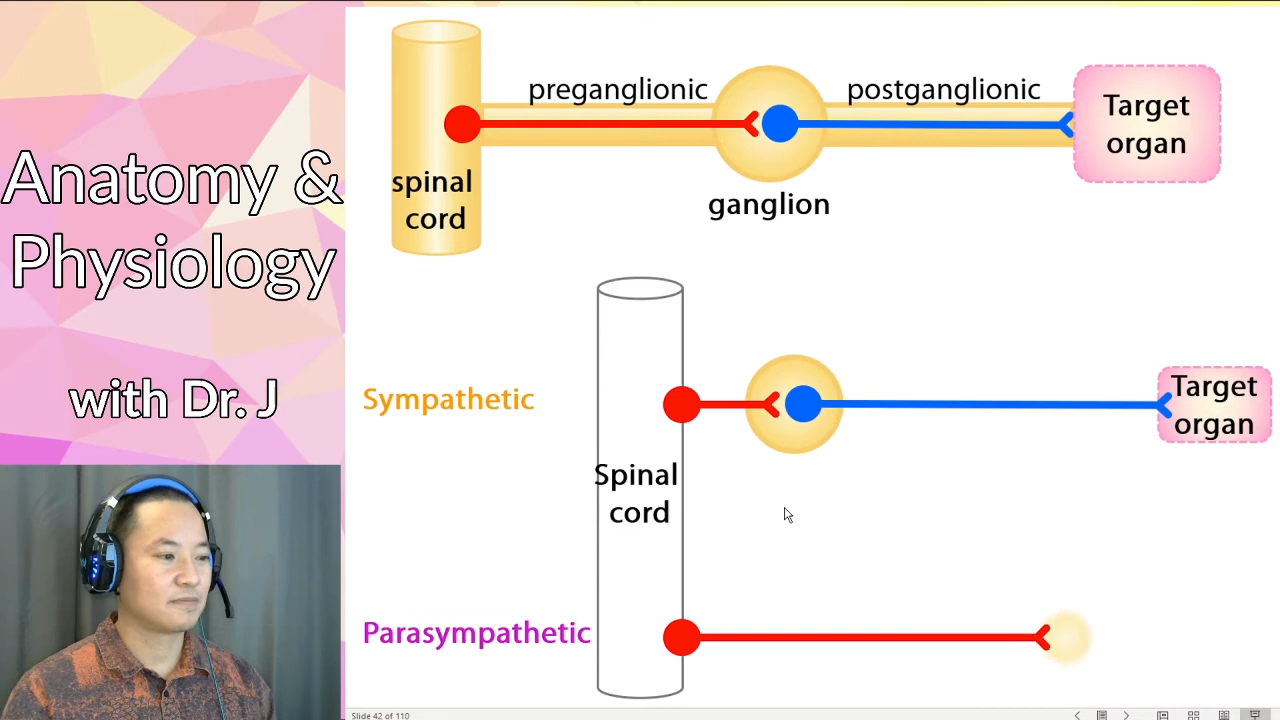 Anatomy &
Physiology
with Dr. J
preganglionic
postganglionic
Target
organ
spinal
cord
ganglion
Sympathetic
Target
organ
Spinal
cord
Parasympathetic
Slide 42 of 110